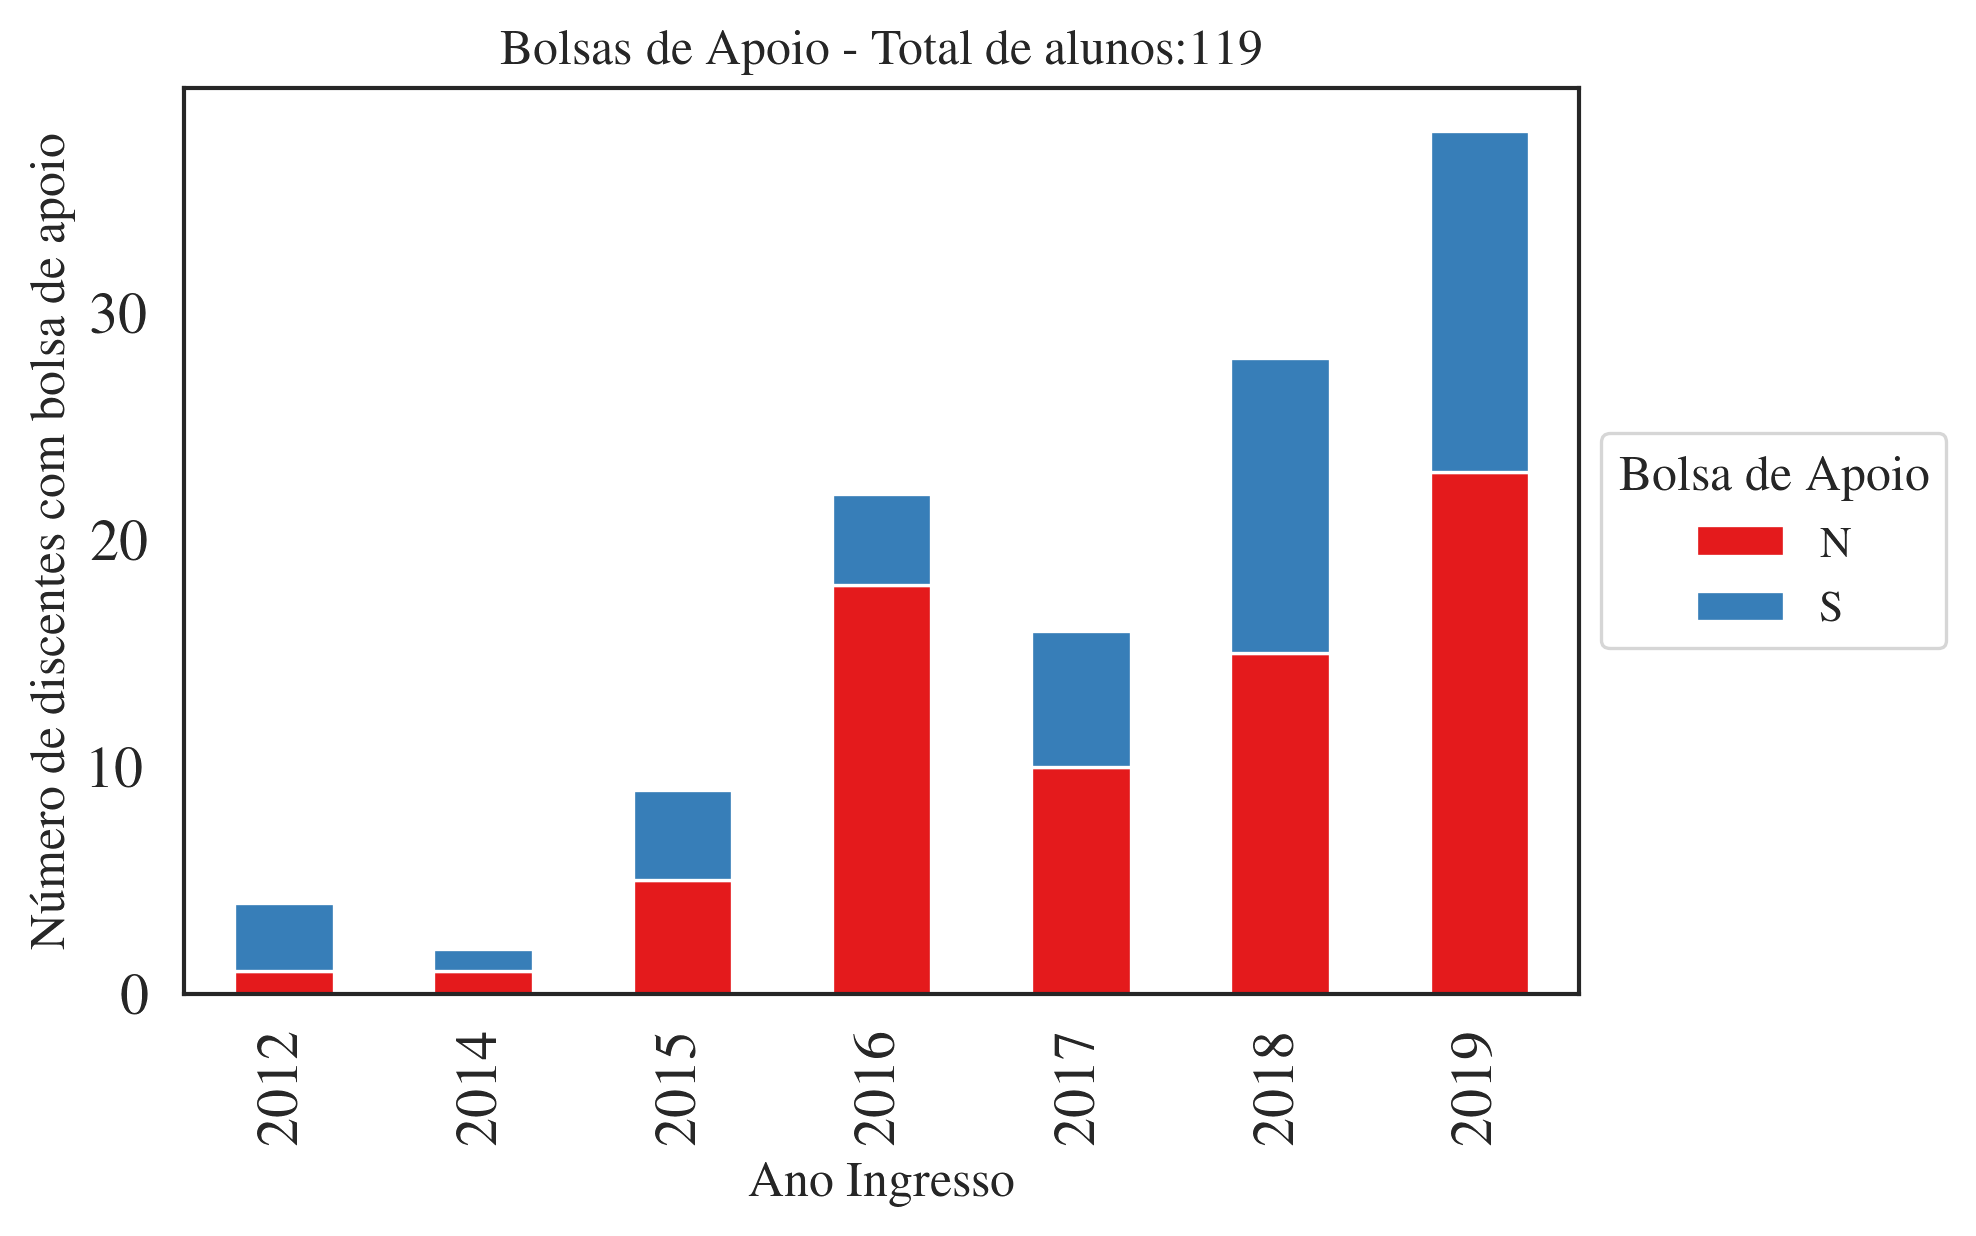 Bolsas de Apoio - Total de alunos:119
Número de discentes com bolsa de apoio
30
20
10
0
2012
2014
2015
2016
2017
2018
2019
Ano Ingresso
Bolsa de Apoio
N
S